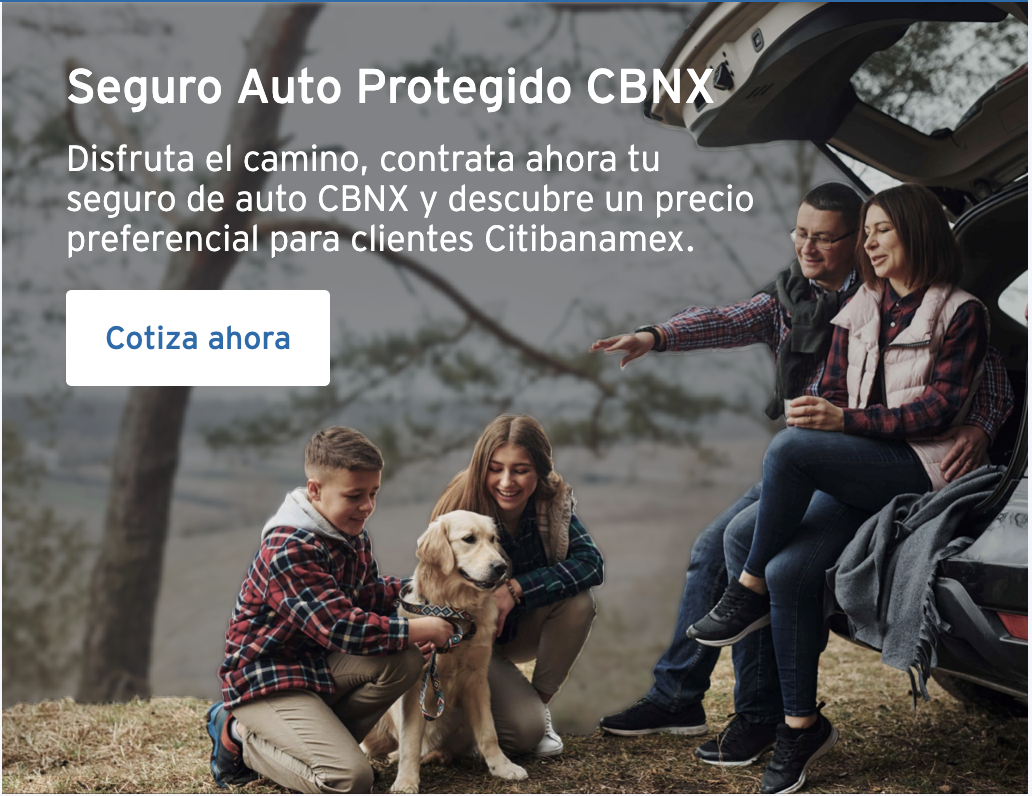 Seguro Auto Protegido CBNX
Disfruta el camino, contrata ahora tu
seguro de auto CBNX y descubre un precio
preferencial para clientes Citibanamex.
Cotiza ahora